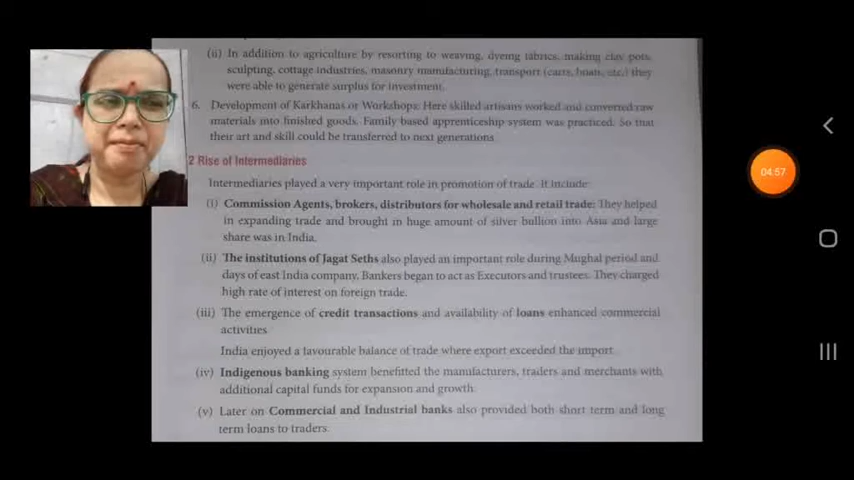 (ii) In addition to agriculture by resorting to weaving, dyeing fabrics, making clay pots,
sculpting, cottage industries, masonry manufacturing, transport (carts, boats, etc.) they
were able to generate surplus for investment.
6. Development of Karkhanas or Workshops: Here skilled artisans worked and converted raw
materials into finished goods. Family based apprenticeship system was practiced. So that
their art and skill could be transferred to next generations.
2 Rise of Intermediaries
Intermediaries played a very important role in promotion of trade. It include:
(i) Commission Agents, brokers, distributors for wholesale and retail trade: They helped
in expanding trade and brought in huge amount of silver bullion into Asia and large
share was in India.
(ii) The institutions of Jagat Seths also played an important role during Mughal period and
days of east India company, Bankers began to act as Executors and trustees. They charged
high rate of interest on foreign trade.
(iii) The emergence of credit transactions and availability of loans enhanced commercial
activities
India enjoyed a favourable balance of trade where export exceeded the import.
(iv) Indigenous banking system benefitted the manufacturers, traders and merchants with
additional capital funds for expansion and growth.
(v) Later on Commercial and Industrial banks also provided both short term and long
term loans to traders.
04:57